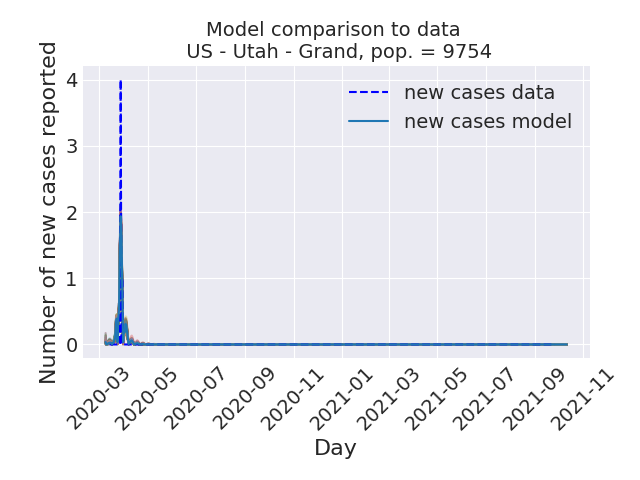 Model comparison to data
US - Utah - Grand, pop. = 9754
Number of new cases reported
4
3
2
1
0
new cases data
new cases model
2020-03
2020-05
2020-07
2020-09
2020-11
2021-01
2021-03
2021-05
2021-07
2021-09
2021-11
Day